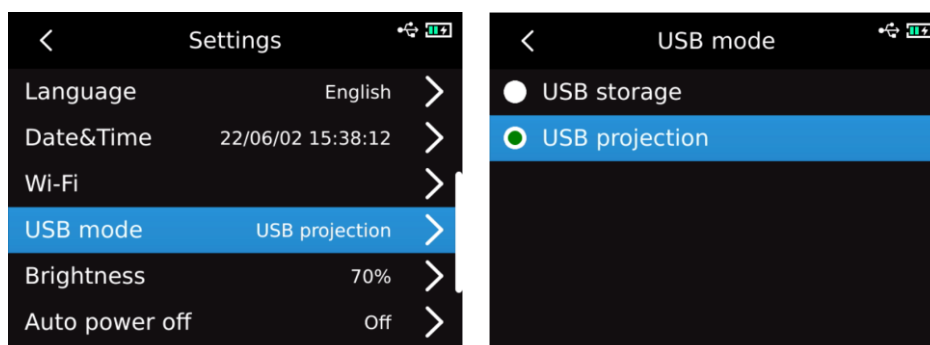 Settings
Language English
Date&Time 22/06/02 15:38:12
Wi-Fi
USB mode USB projection
Brightness 70%
Auto power off Off
USB mode
USB storage
USB projection